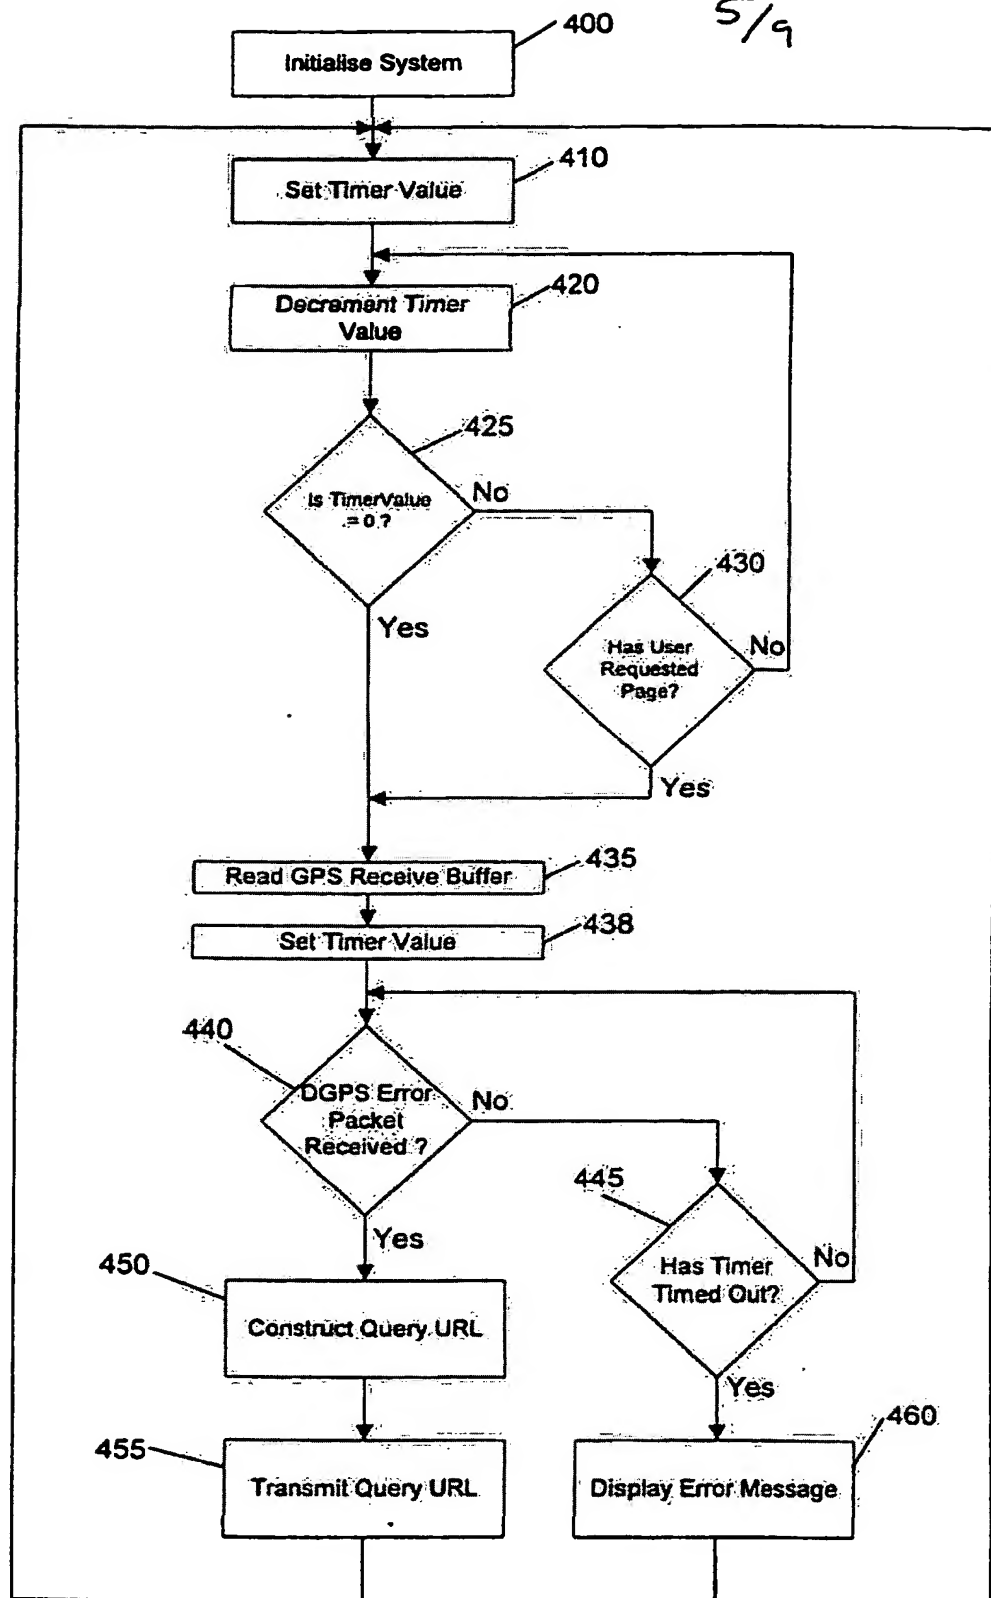 5/9
400
Initialise System
410
Set Timer Value
420
Decrement Timer
Value
425
Is TimerValue
= 0 ?
No
430
Has User
Requested
Page?
No
Yes
Yes
435
Read GPS Receive Buffer
438
Set Timer Value
440
DGPS Error
Packet
Received ?
No
445
Has Timer
Timed Out?
No
Yes
450
Construct Query URL
Yes
455
Transmit Query URL
460
Display Error Message